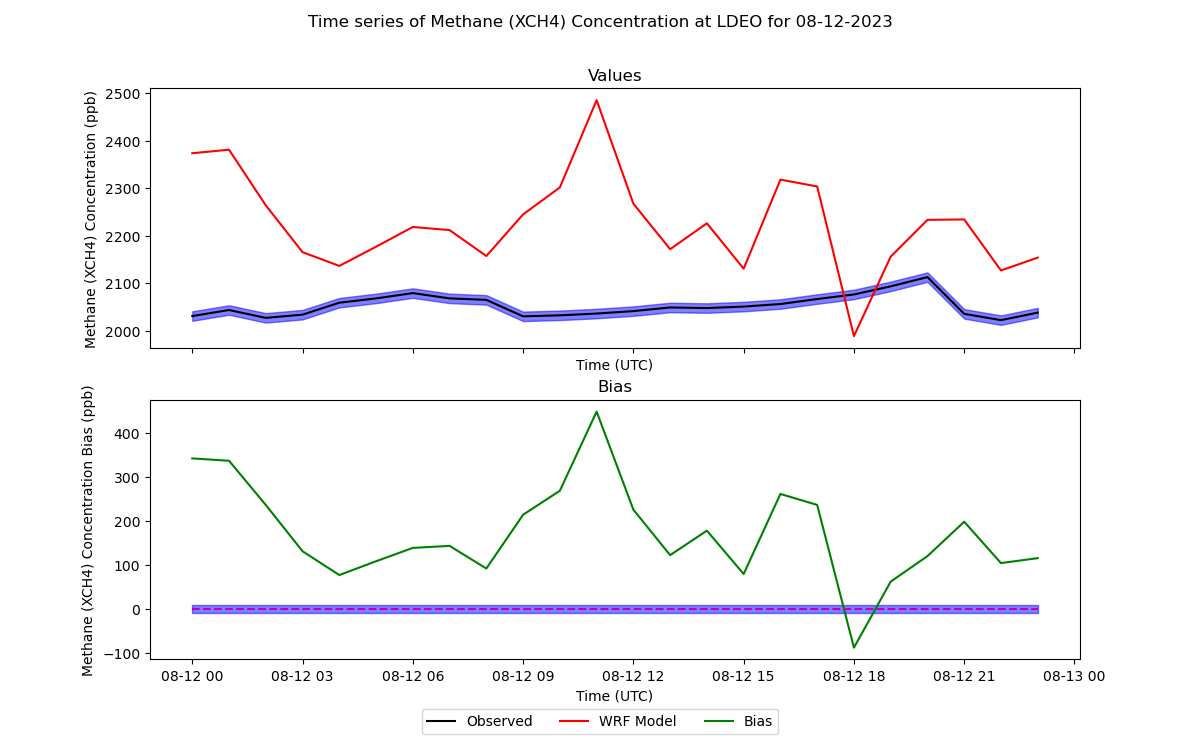 Time series of Methane (XCH4) Concentration at LDEO for 08-12-2023
Values
Methane (XCH4) Concentration (ppb)
2500
2400
2300
2200
2100
2000
Time (UTC)
Bias
Methane (XCH4) Concentration Bias (ppb)
400
300
200
100
0
−100
08-12 00 08-12 03 08-12 06 08-12 09 08-12 12 08-12 15 08-12 18 08-12 21 08-13 00
Time (UTC)
Observed WRF Model Bias